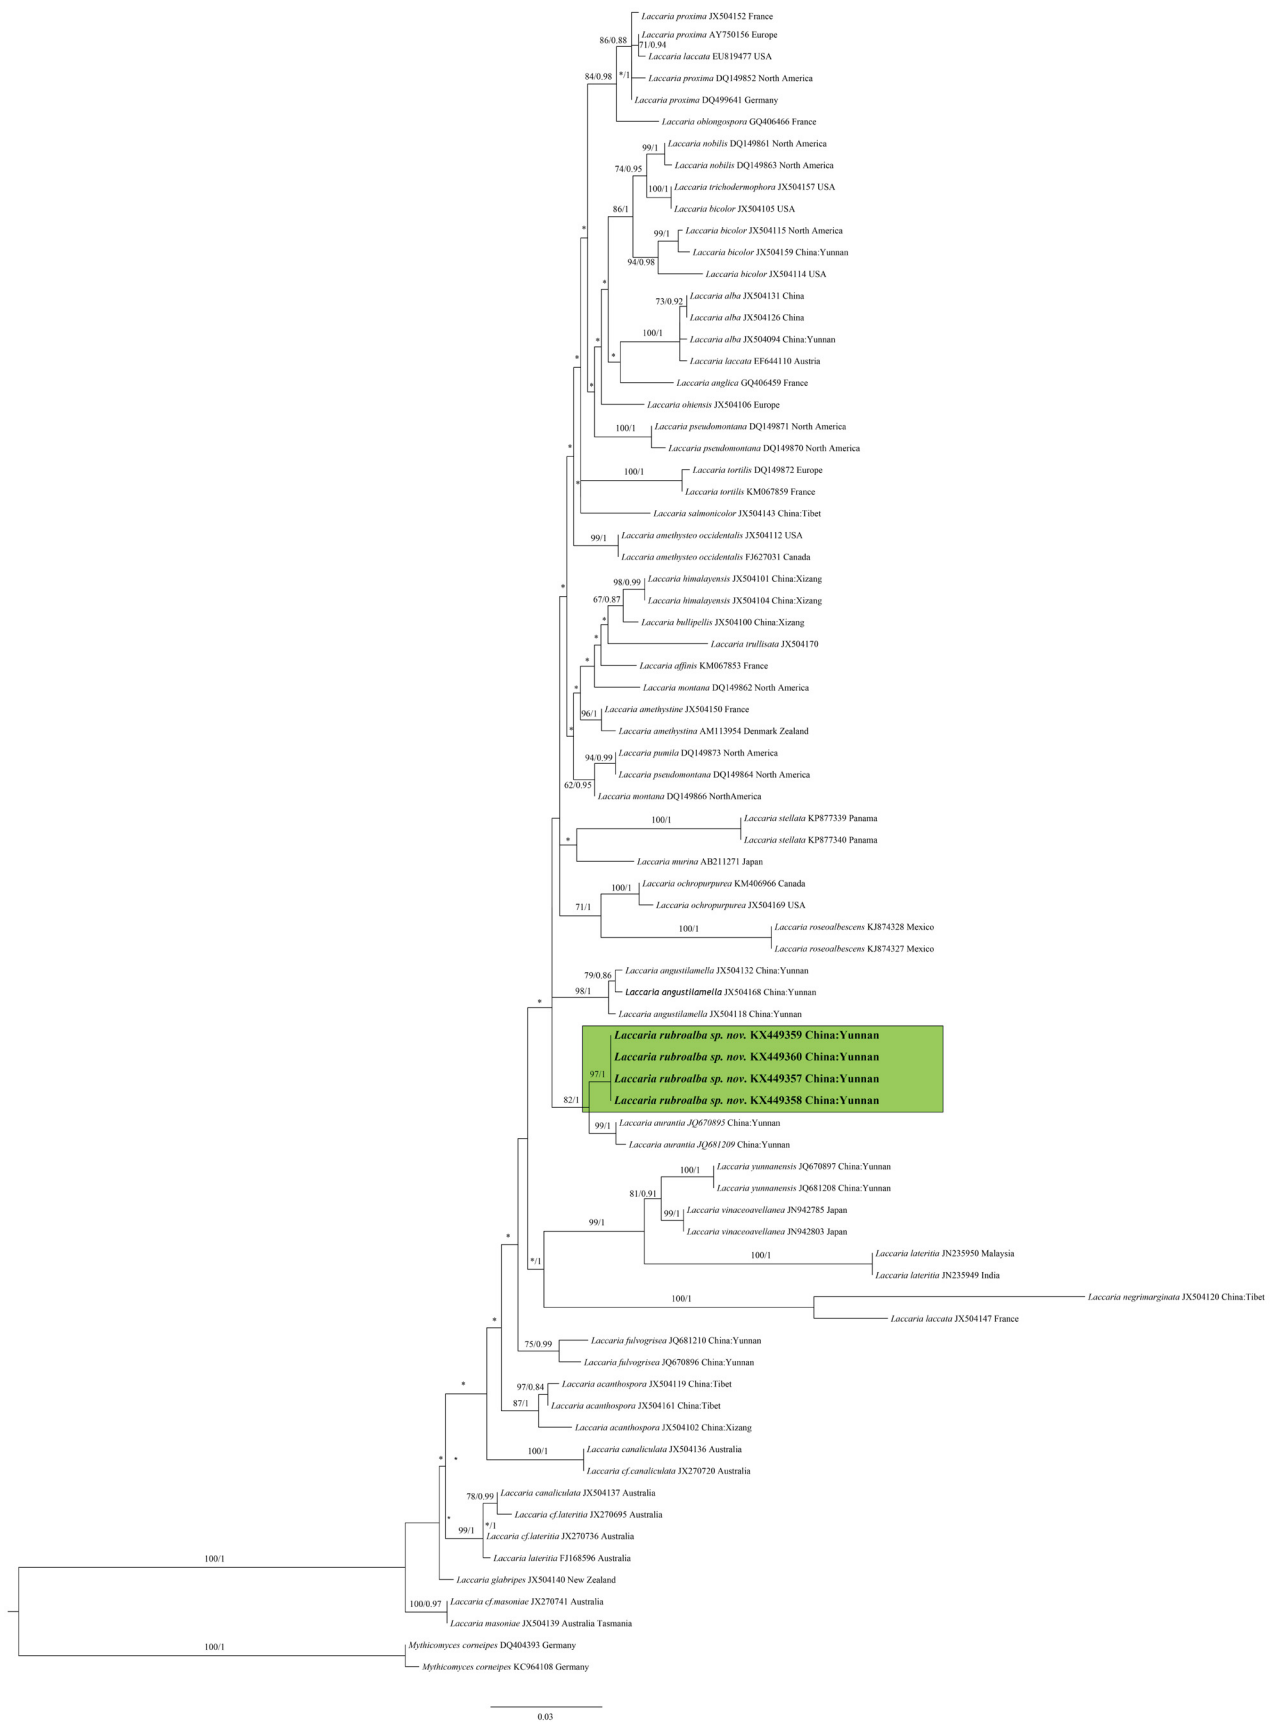 Laccaria proxima JX504152 France
86/0.88
Laccaria proxima AY750156 Europe
71/0.94
Laccaria laccata EU819477 USA
84/0.98
*/1
Laccaria proxima DQ149852 North America
Laccaria proxima DQ499641 Germany
Laccaria oblongospora GQ406466 France
Laccaria nobilis DQ149861 North America
99/1
Laccaria nobilis DQ149863 North America
74/0.95
Laccaria trichodermophora JX504157 USA
100/1
Laccaria bicolor JX504105 USA
86/1
Laccaria bicolor JX504115 North America
99/1
Laccaria bicolor JX504159 China:Yunnan
94/0.98
Laccaria bicolor JX504114 USA
*
*
Laccaria alba JX504131 China
73/0.92
Laccaria alba JX504126 China
100/1
Laccaria alba JX504094 China:Yunnan
*
*
*
Laccaria laccata EF644110 Austria
Laccaria anglica GQ406459 France
*
Laccaria ohiensis JX504106 Europe
Laccaria pseudomontana DQ149871 North America
100/1
Laccaria pseudomontana DQ149870 North America
*
Laccaria tortilis DQ149872 Europe
100/1
*
Laccaria tortilis KM067859 France
Laccaria salmonicolor JX504143 China:Tibet
Laccaria amethysteo occidentalis JX504112 USA
99/1
Laccaria amethysteo occidentalis FJ627031 Canada
Laccaria himalayensis JX504101 China:Xizang
98/0.99
*
Laccaria himalayensis JX504104 China:Xizang
67/0.87
Laccaria bullipellis JX504100 China:Xizang
*
*
Laccaria trullisata JX504170
*
Laccaria affinis KM067853 France
*
Laccaria montana DQ149862 North America
Laccaria amethystine JX504150 France
96/1
*
Laccaria amethystina AM113954 Denmark Zealand
Laccaria pumila DQ149873 North America
94/0.99
Laccaria pseudomontana DQ149864 North America
62/0.95
Laccaria montana DQ149866 NorthAmerica
Laccaria stellata KP877339 Panama
100/1
*
Laccaria stellata KP877340 Panama
Laccaria murina AB211271 Japan
Laccaria ochropurpurea KM406966 Canada
100/1
Laccaria ochropurpurea JX504169 USA
71/1
Laccaria roseoalbescens KJ874328 Mexico
100/1
Laccaria roseoalbescens KJ874327 Mexico
Laccaria angustilamella JX504132 China:Yunnan
79/0.86
98/1
Laccaria angustilamella JX504168 China:Yunnan
*
Laccaria angustilamella JX504118 China:Yunnan
Laccaria rubroalba sp. nov. KX449359 China:Yunnan
Laccaria rubroalba sp. nov. KX449360 China:Yunnan
97/1
Laccaria rubroalba sp. nov. KX449357 China:Yunnan
82/1
Laccaria rubroalba sp. nov. KX449358 China:Yunnan
Laccaria aurantia JQ670895 China:Yunnan
99/1
Laccaria aurantia JQ681209 China:Yunnan
Laccaria yunnanensis JQ670897 China:Yunnan
100/1
Laccaria yunnanensis JQ681208 China:Yunnan
81/0.91
Laccaria vinaceoavellanea JN942785 Japan
99/1
99/1
Laccaria vinaceoavellanea JN942803 Japan
*
Laccaria lateritia JN235950 Malaysia
100/1
*/1
Laccaria lateritia JN235949 India
Laccaria negrimarginata JX504120 China:Tibet
100/1
Laccaria laccata JX504147 France
*
Laccaria fulvogrisea JQ681210 China:Yunnan
75/0.99
Laccaria fulvogrisea JQ670896 China:Yunnan
*
Laccaria acanthospora JX504119 China:Tibet
97/0.84
87/1
Laccaria acanthospora JX504161 China:Tibet
Laccaria acanthospora JX504102 China:Xizang
Laccaria canaliculata JX504136 Australia
100/1
*
*
Laccaria cf.canaliculata JX270720 Australia
Laccaria canaliculata JX504137 Australia
78/0.99
Laccaria cf.lateritia JX270695 Australia
*
*/1
99/1
Laccaria cf.lateritia JX270736 Australia
Laccaria lateritia FJ168596 Australia
100/1
Laccaria glabripes JX504140 New Zealand
Laccaria cf.masoniae JX270741 Australia
100/0.97
Laccaria masoniae JX504139 Australia Tasmania
Mythicomyces corneipes DQ404393 Germany
100/1
Mythicomyces corneipes KC964108 Germany
0.03